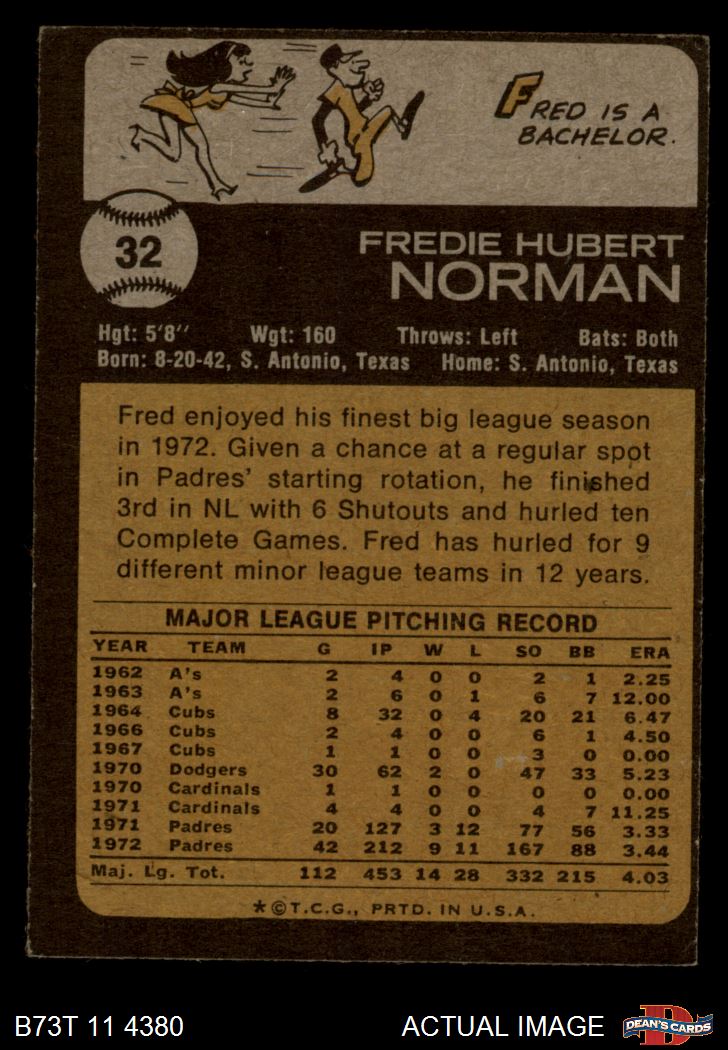 FRED IS A
BACHELOR.
32
FREDIE HUBERT
NORMAN
Hgt: 5'8'' Wgt: 160 Throws: Left Bats: Both
Born: 8-20-42, S. Antonio, Texas Home: S. Antonio, Texas
Fred enjoyed his finest big league season
in 1972. Given a chance at a regular spot
in Padres' starting rotation, he finished
3rd in NL with 6 Shutouts and hurled ten
Complete Games. Fred has hurled for 9
different minor league teams in 12 years.
MAJOR LEAGUE PITCHING RECORD
YEAR TEAM G IP W L SO BB ERA
1962 A's 2 4 0 0 2 1 2.25
1963 A's 2 6 0 1 6 7 12.00
1964 Cubs 8 32 0 4 20 21 6.47
1966 Cubs 2 4 0 0 6 1 4.50
1967 Cubs 1 1 0 0 3 0 0.00
1970 Dodgers 30 62 2 0 47 33 5.23
1970 Cardinals 1 1 0 0 0 0 0.00
1971 Cardinals 4 4 0 0 4 7 11.25
1971 Padres 20 127 3 12 77 56 3.33
1972 Padres 42 212 9 11 167 88 3.44
Maj. Lg. Tot. 112 453 14 28 332 215 4.03
*©T.C.G., PRTD. IN U.S.A.
B73T 11 4380 ACTUAL IMAGE D DEAN'S CARDS